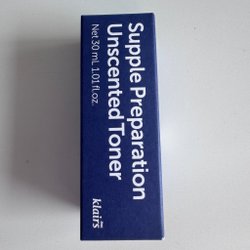 Supple Preparation
Unscented Toner
Net 30 mL 1.01 fl.oz.
klairs